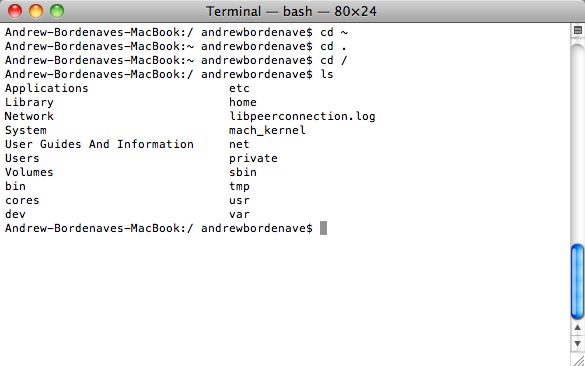 Terminal — bash — 80×24
Andrew-Bordenaves-MacBook:/ andrewbordenave$ cd ~
Andrew-Bordenaves-MacBook:~ andrewbordenave$ cd .
Andrew-Bordenaves-MacBook:~ andrewbordenave$ cd /
Andrew-Bordenaves-MacBook:/ andrewbordenave$ ls
Applications etc
Library home
Network libpeerconnection.log
System mach_kernel
User Guides And Information net
Users private
Volumes sbin
bin tmp
cores usr
dev var
Andrew-Bordenaves-MacBook:/ andrewbordenave$